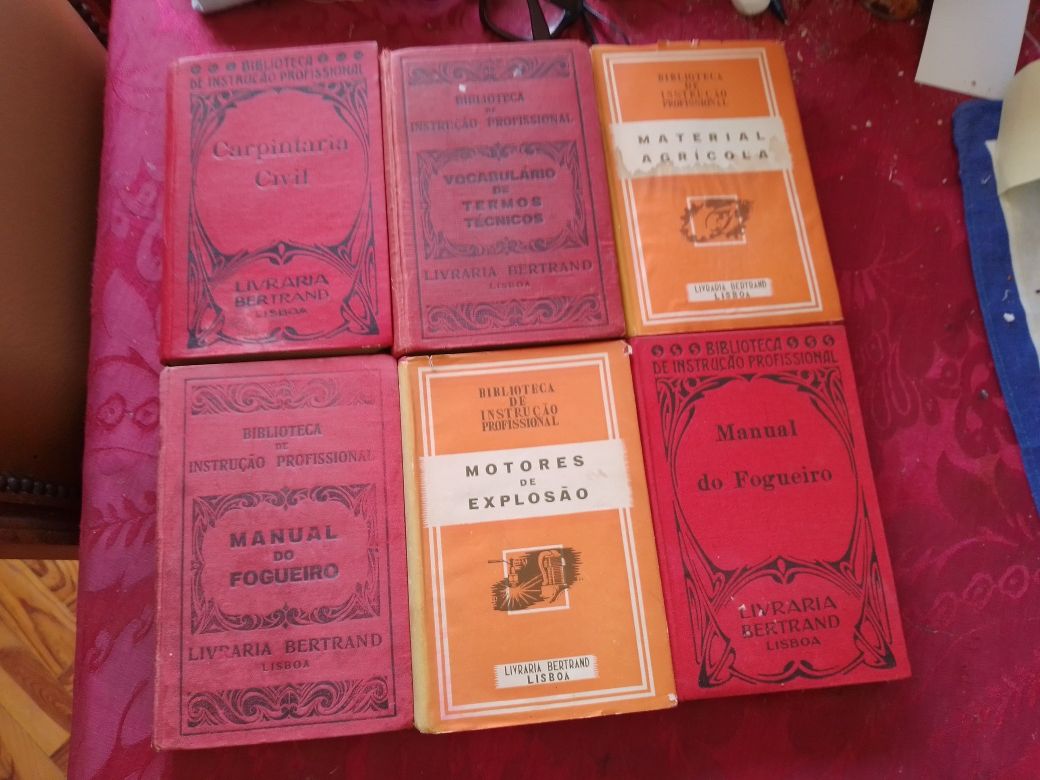 BIBLIOTECA
DE INSTRUÇÃO PROFISSIONAL
Carpintaria
Civil
LIVRARIA
BERTRAND
LISBOA
BIBLIOTECA
DE
INSTRUÇÃO PROFISSIONAL
VOCABULÁRIO
DE
TERMOS
TÉCNICOS
LIVRARIA BERTRAND
LISBOA
BIBLIOTECA
DE
INSTRUCÇÃO
PROFISSIONAL
MATERIAL
AGRÍCOLA
LIVRARIA BERTRAND
LISBOA
BIBLIOTECA
DE
INSTRUÇÃO PROFISSIONAL
MANUAL
DO
FOGUEIRO
LIVRARIA BERTRAND
LISBOA
BIBLIOTECA
DE
INSTRUCÇÃO
PROFISSIONAL
MOTORES
DE
EXPLOSÃO
LIVRARIA BERTRAND
LISBOA
BIBLIOTECA
DE INSTRUÇÃO PROFISSIONAL
Manual
do Fogueiro
LIVRARIA
BERTRAND
LISBOA